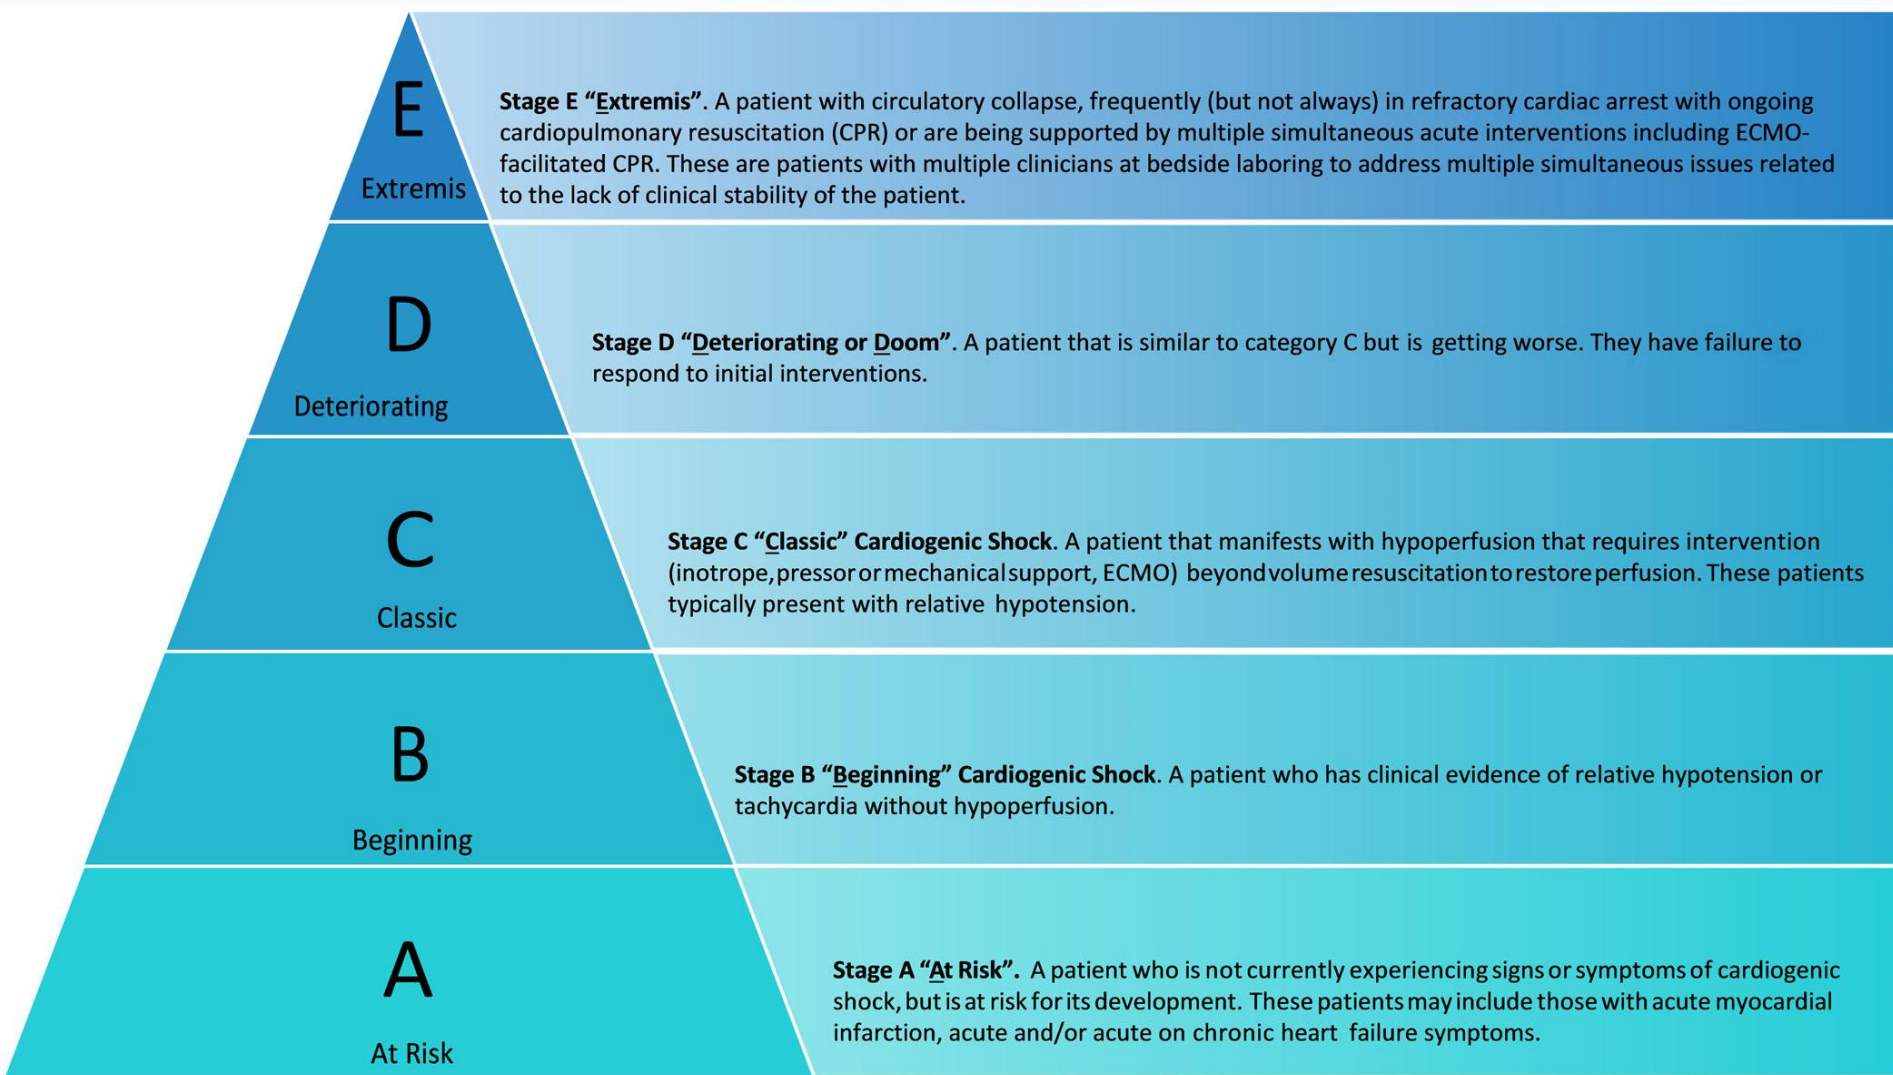 E
Extremis
Stage E “Extremis”. A patient with circulatory collapse, frequently (but not always) in refractory cardiac arrest with ongoing
cardiopulmonary resuscitation (CPR) or are being supported by multiple simultaneous acute interventions including ECMO-
facilitated CPR. These are patients with multiple clinicians at bedside laboring to address multiple simultaneous issues related
to the lack of clinical stability of the patient.
D
Deteriorating
Stage D “Deteriorating or Doom”. A patient that is similar to category C but is getting worse. They have failure to
respond to initial interventions.
C
Classic
Stage C “Classic” Cardiogenic Shock. A patient that manifests with hypoperfusion that requires intervention
(inotrope, pressor or mechanical support, ECMO) beyond volume resuscitation to restore perfusion. These patients
typically present with relative hypotension.
B
Beginning
Stage B “Beginning” Cardiogenic Shock. A patient who has clinical evidence of relative hypotension or
tachycardia without hypoperfusion.
A
At Risk
Stage A “At Risk”. A patient who is not currently experiencing signs or symptoms of cardiogenic
shock, but is at risk for its development. These patients may include those with acute myocardial
infarction, acute and/or acute on chronic heart failure symptoms.